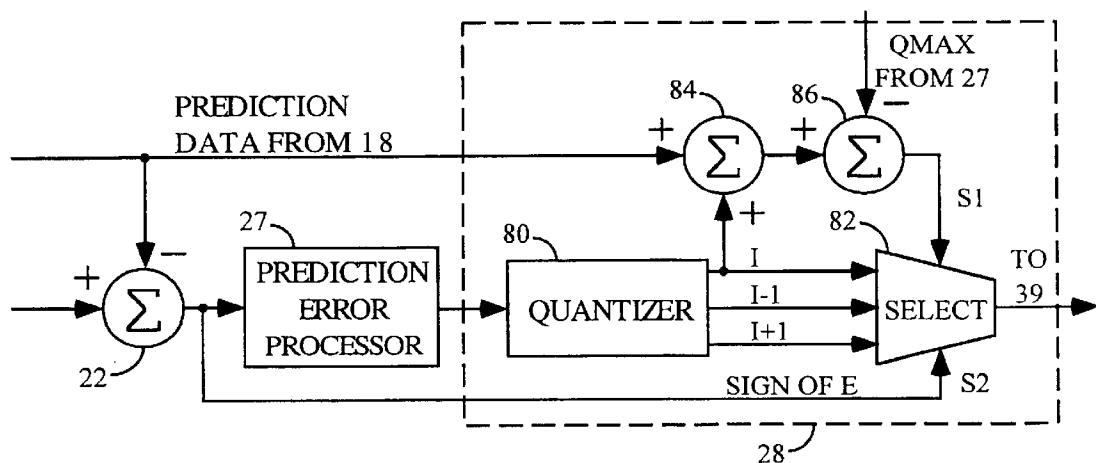 QMAX
FROM 27
84
86
PREDICTION
DATA FROM 18
+
Σ
+
−
Σ
+
S1
27
80
82
−
+
Σ
22
PREDICTION
ERROR
PROCESSOR
QUANTIZER
I
I-1
I+1
SELECT
TO
39
SIGN OF E
S2
28